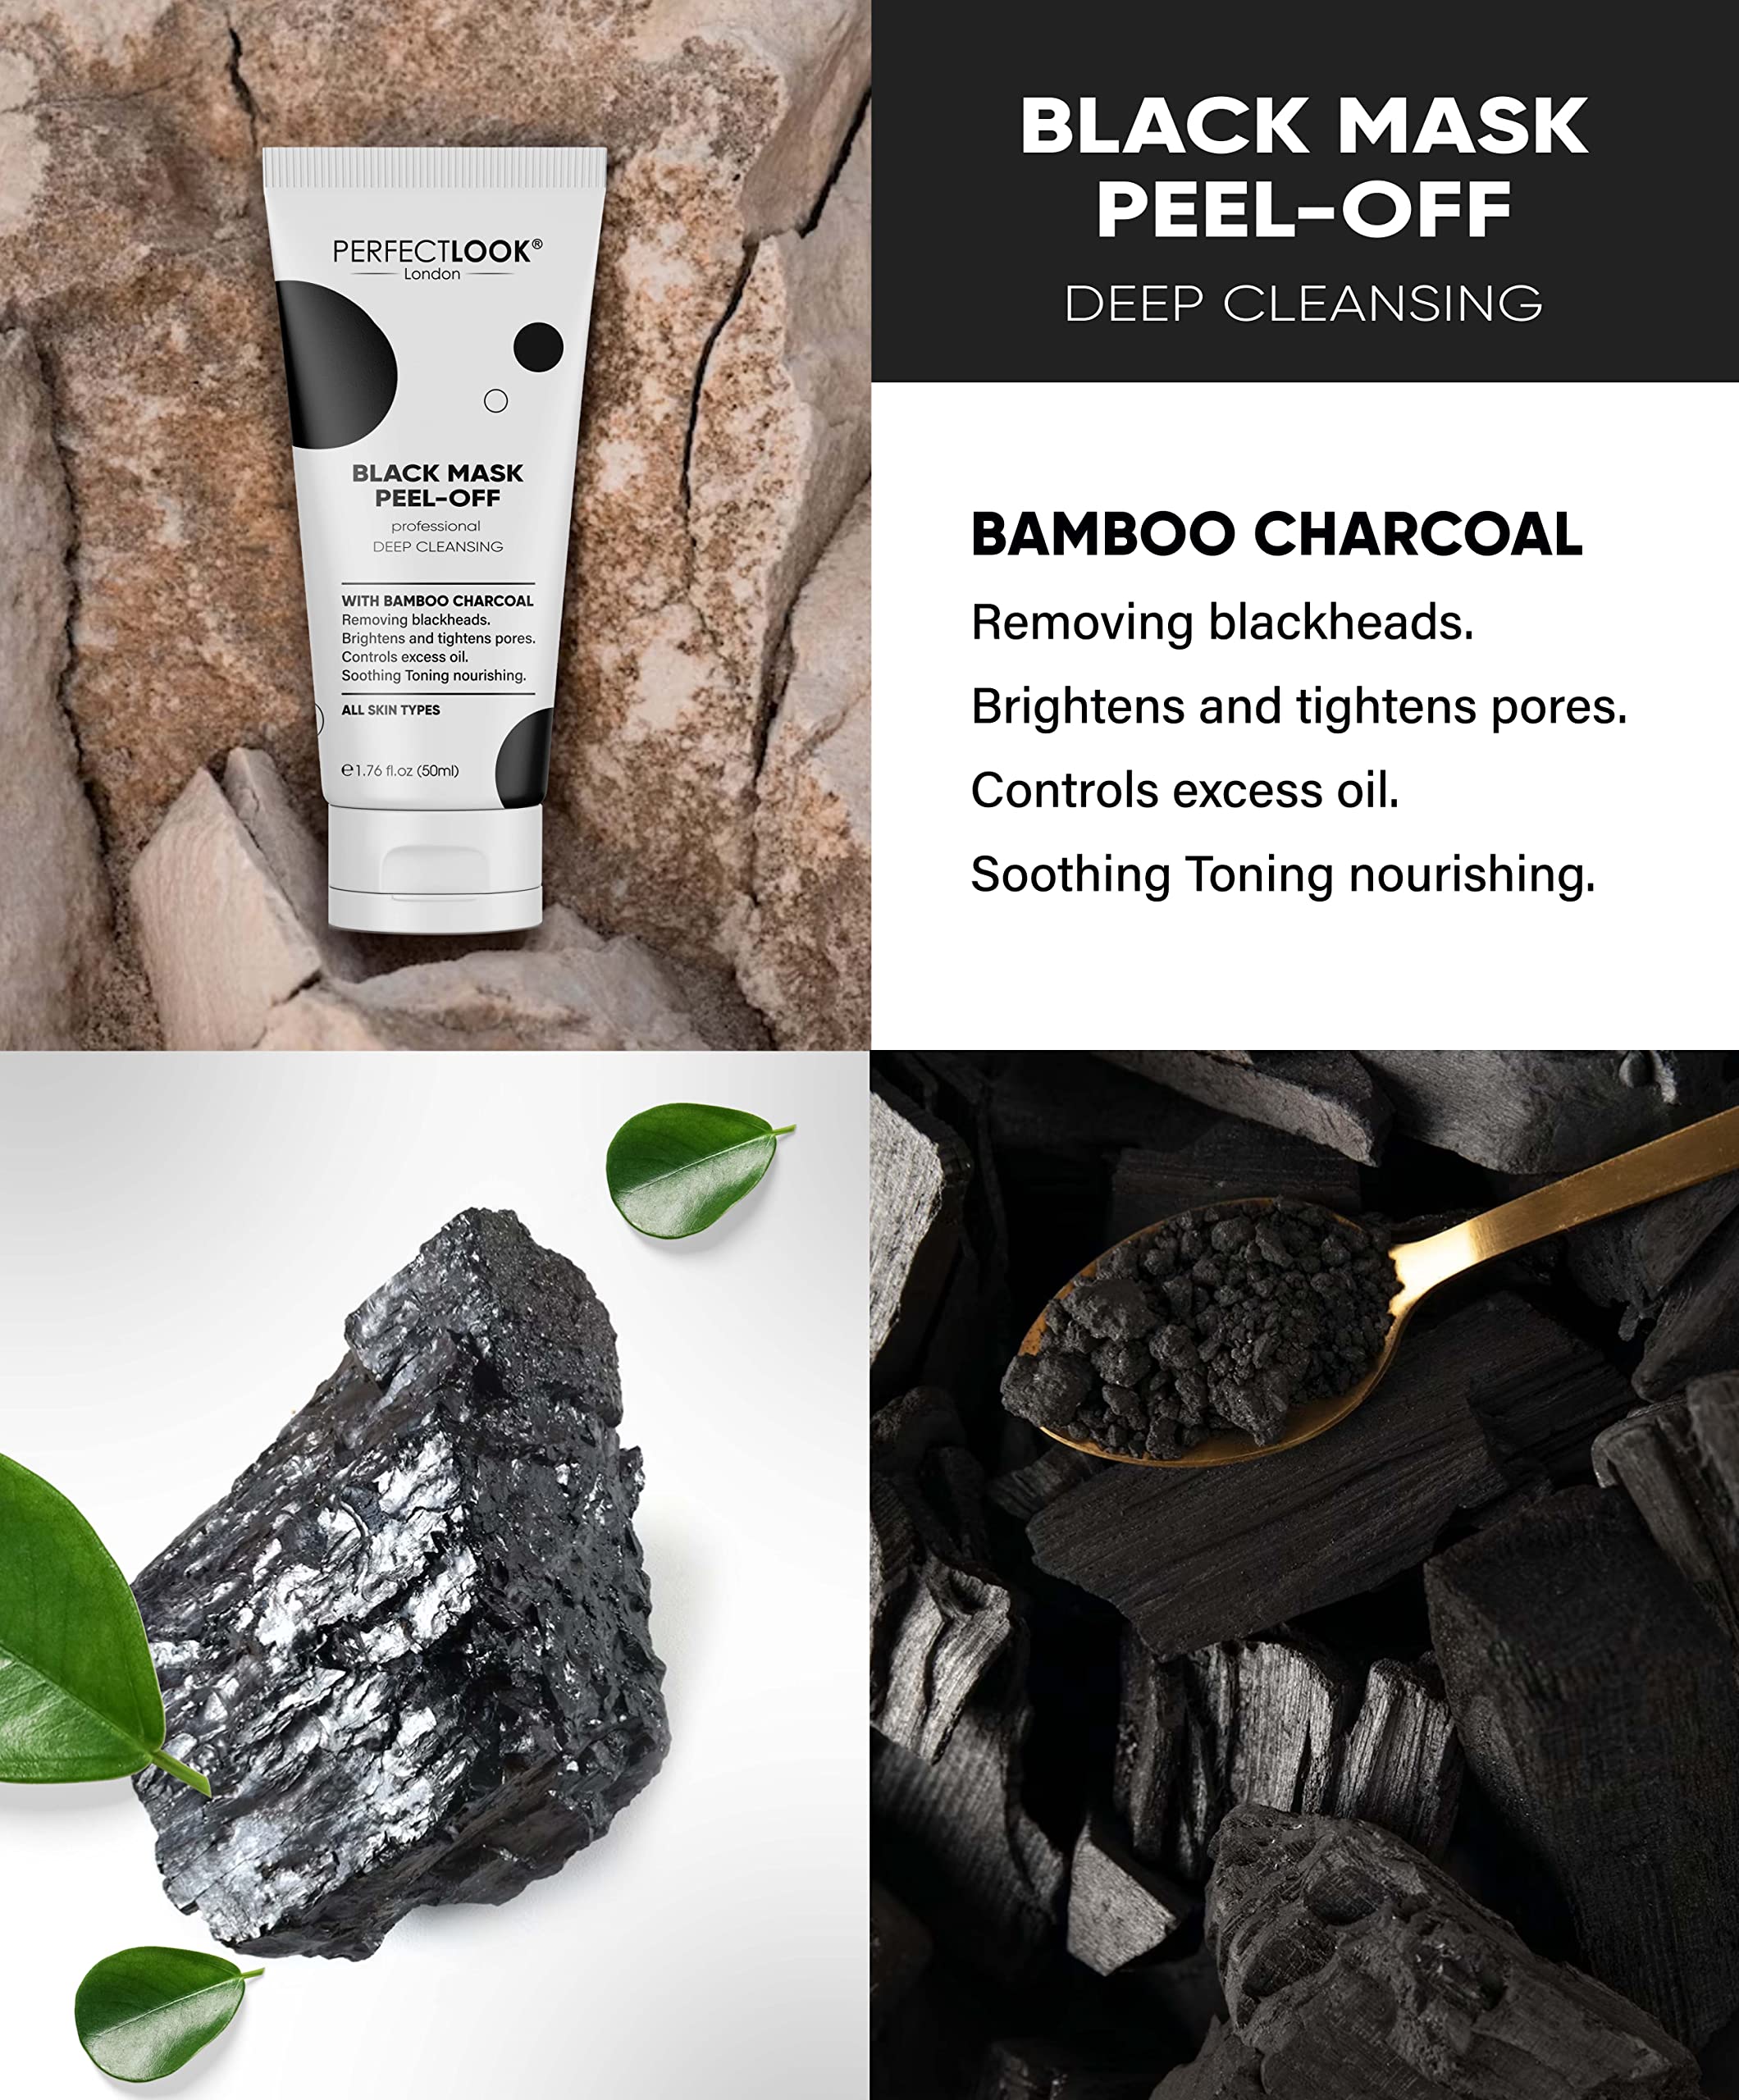 PERFECTLOOK®
London
BLACK MASK
PEEL-OFF
professional
DEEP CLEANSING
WITH BAMBOO CHARCOAL
Removing blackheads.
Brightens and tightens pores.
Controls excess oil.
Soothing Toning nourishing.
ALL SKIN TYPES
℮1.76 fl.oz (50ml)
BLACK MASK
PEEL-OFF
DEEP CLEANSING
BAMBOO CHARCOAL
Removing blackheads.
Brightens and tightens pores.
Controls excess oil.
Soothing Toning nourishing.